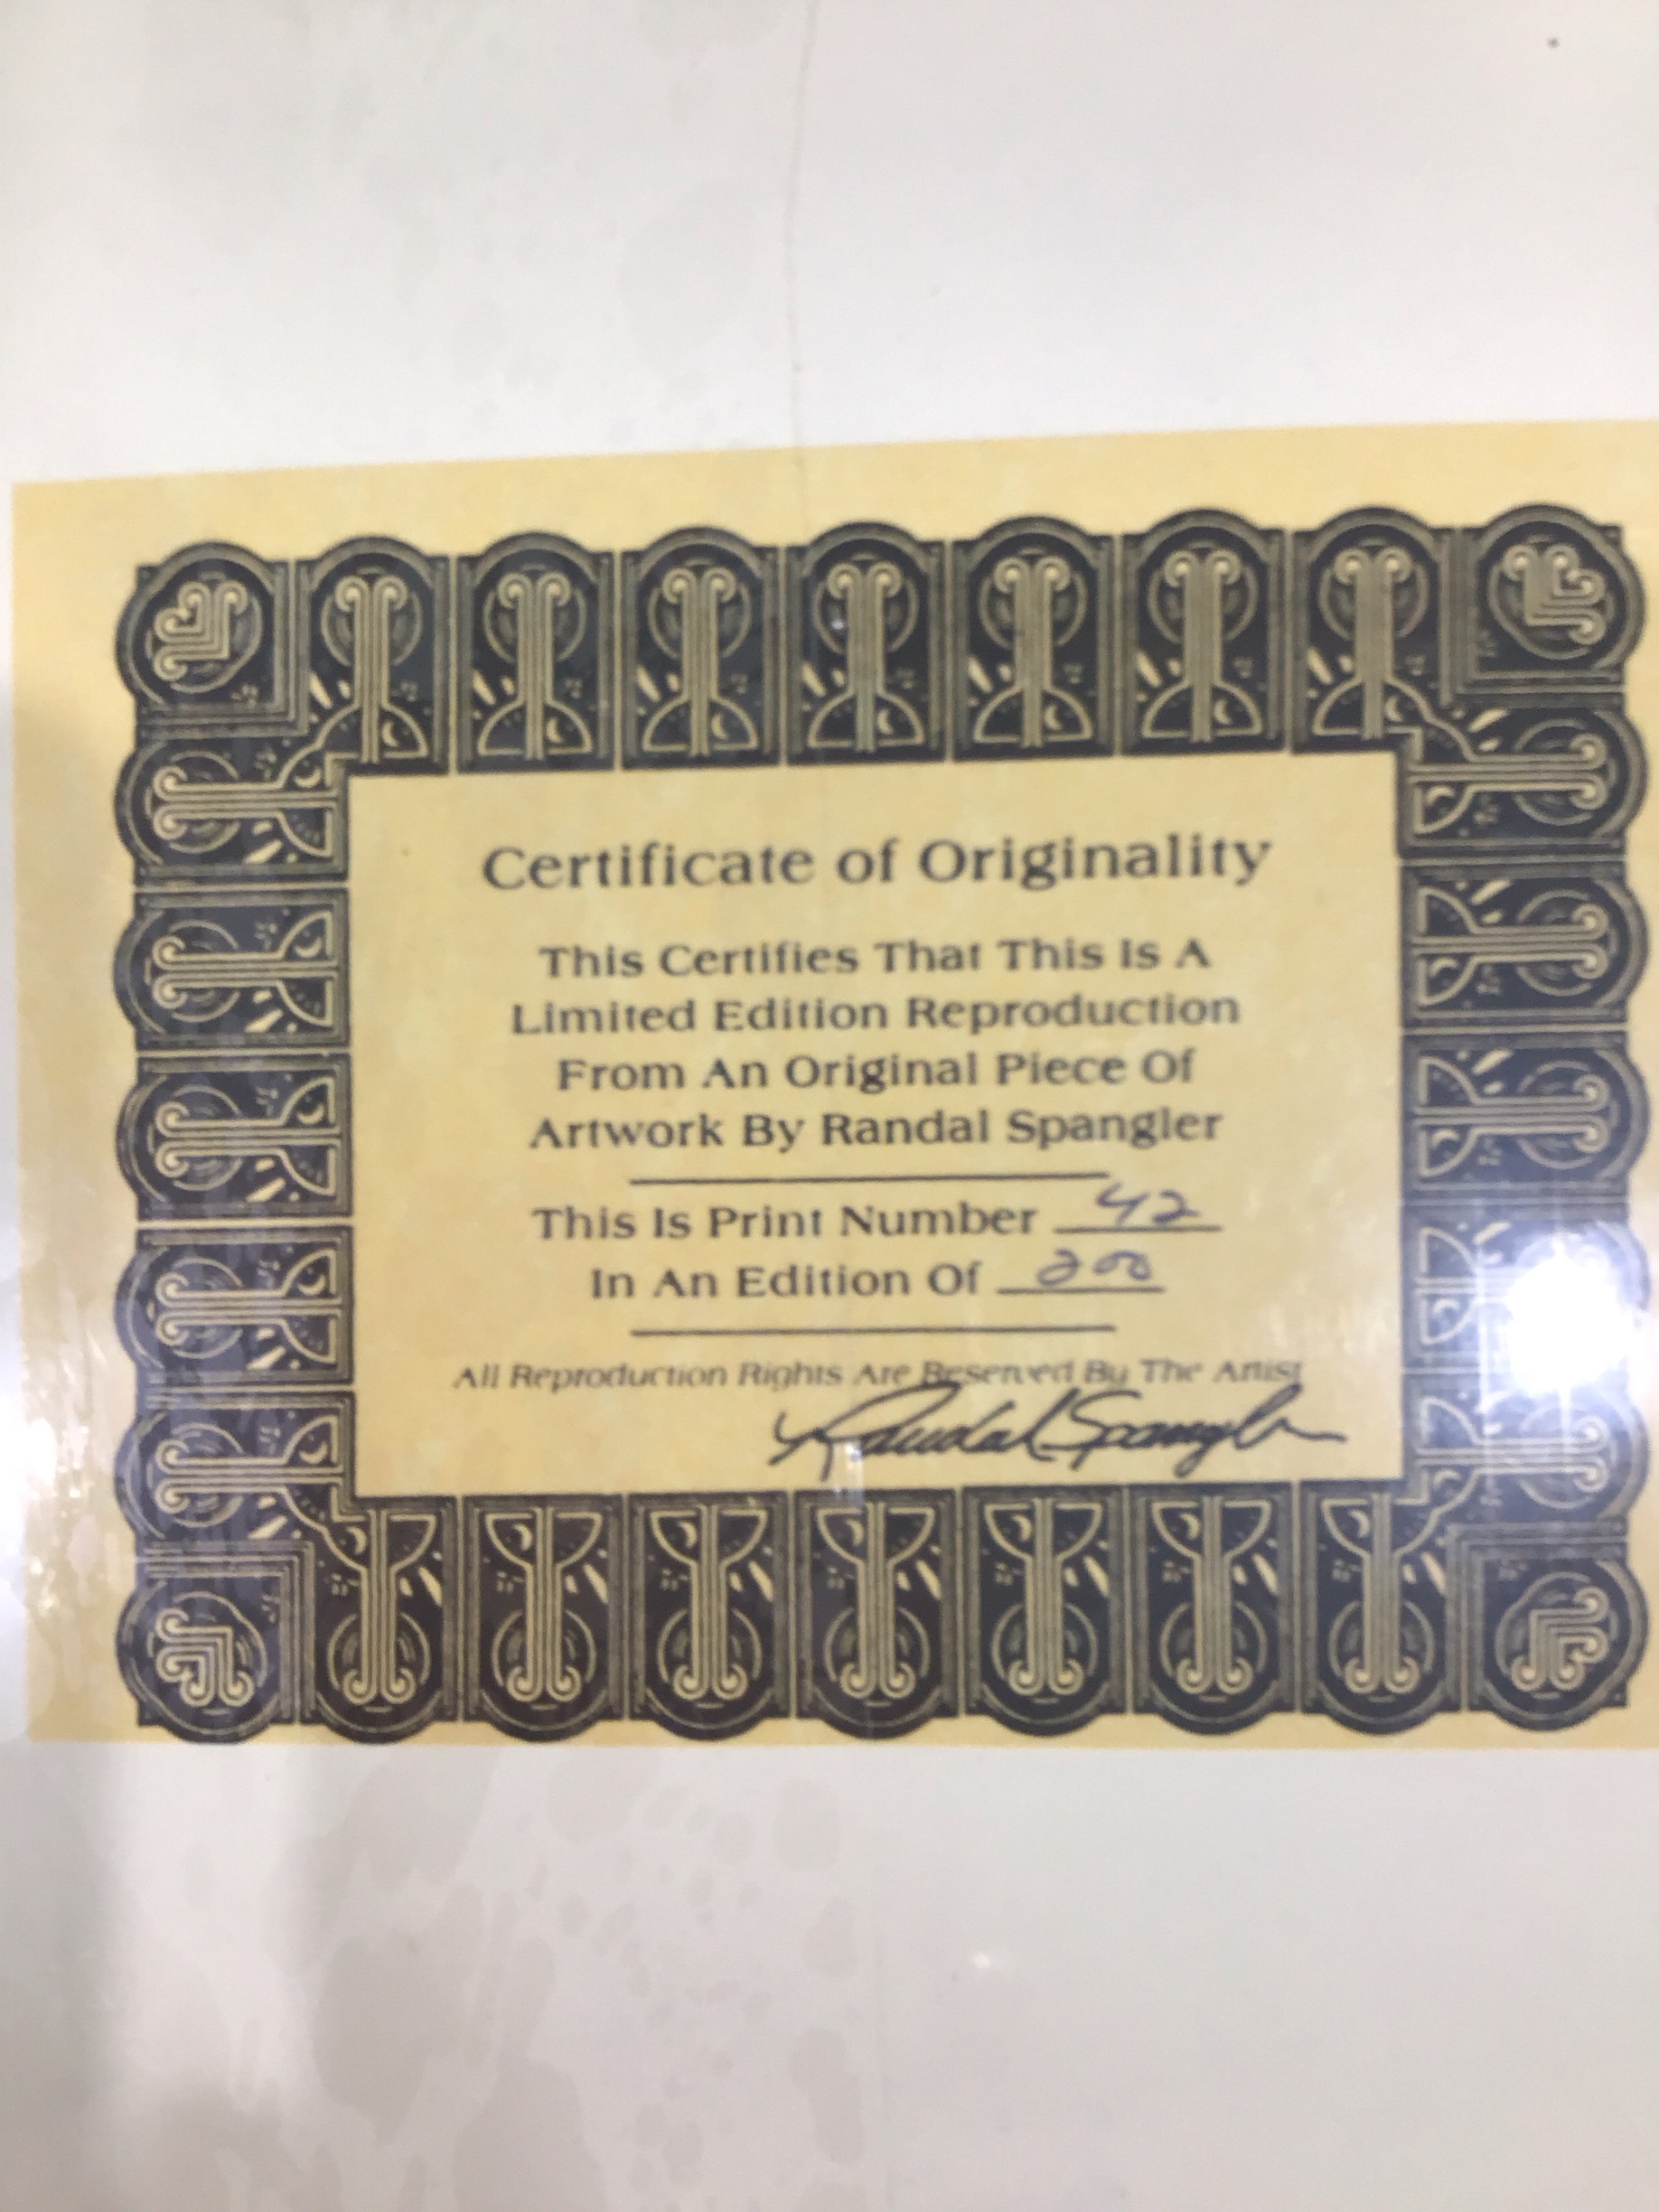 Certificate of Originality
This Certifies That This Is A
Limited Edition Reproduction
From An Original Piece Of
Artwork By Randal Spangler
This Is Print Number 42
In An Edition Of 200
All Reproduction Rights Are Reserved By The Artist
Randal Spangler